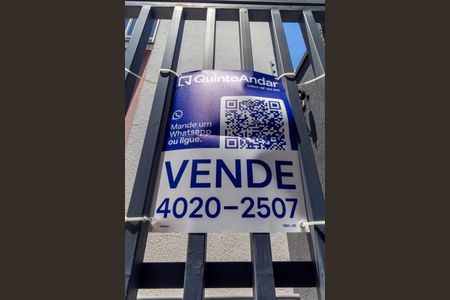 QuintoAndar
Mande um
Whatsapp
ou ligue.
VENDE
4020-2507